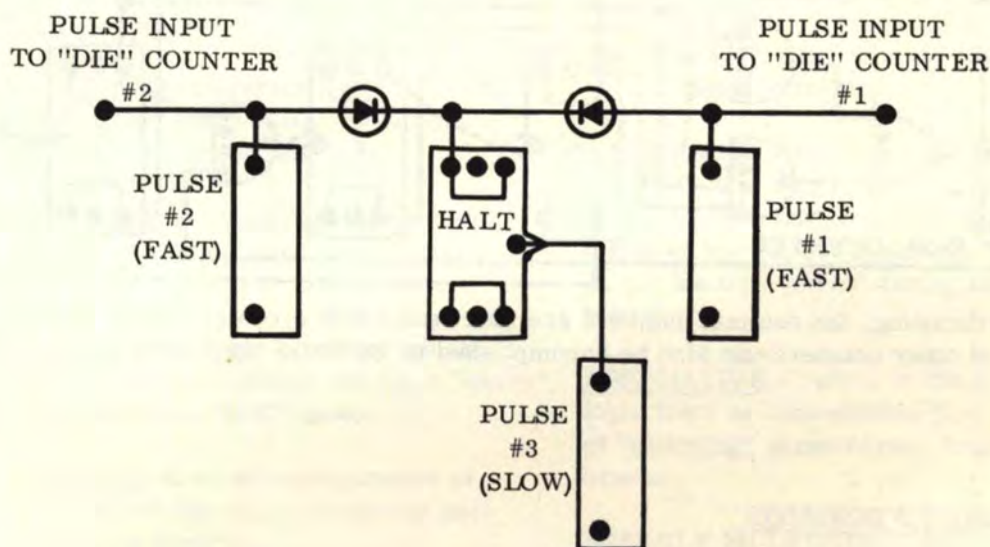 PULSE INPUT
TO "DIE" COUNTER
#2
PULSE INPUT
TO "DIE" COUNTER
#1
PULSE
#2
(FAST)
HALT
PULSE
#1
(FAST)
PULSE
#3
(SLOW)